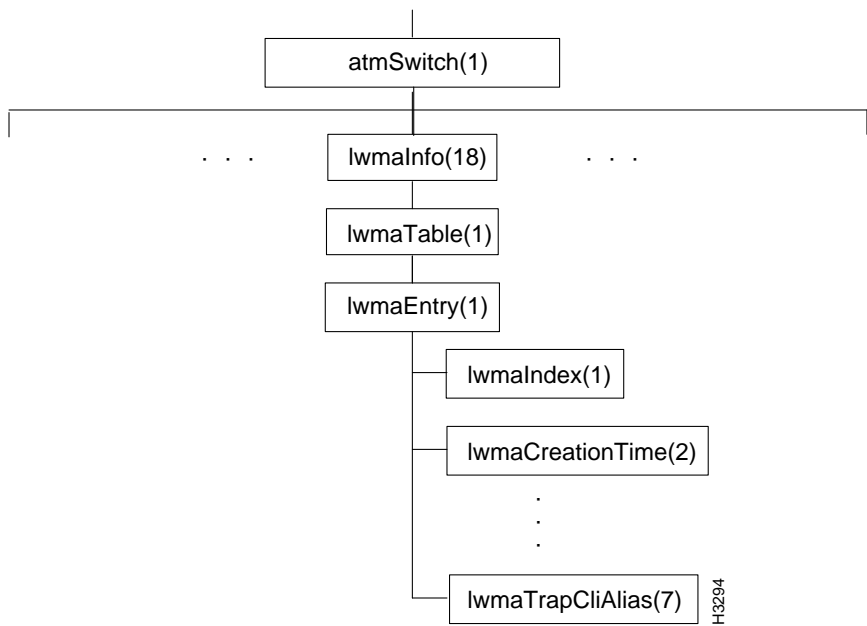 atmSwitch(1)
. . . lwmaInfo(18) . . .
lwmaTable(1)
lwmaEntry(1)
lwmaIndex(1)
lwmaCreationTime(2)
.
.
.
lwmaTrapCliAlias(7)
H3294